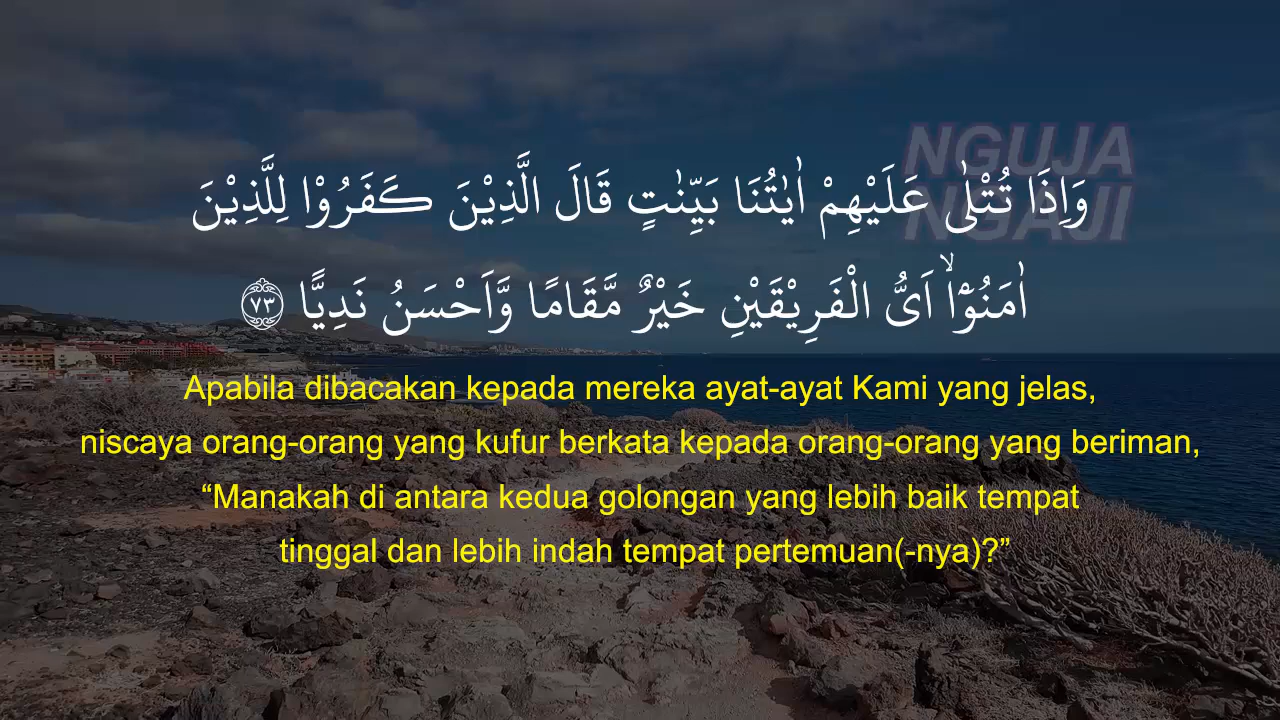 NGUJA
NGAJI
وَاِذَا تُتْلٰى عَلَيْهِمْ اٰيٰتُنَا بَيِّنٰتٍ قَالَ الَّذِيْنَ كَفَرُوْا لِلَّذِيْنَ
اٰمَنُوْٓاۙ اَيُّ الْفَرِيْقَيْنِ خَيْرٌ مَّقَامًا وَّاَحْسَنُ نَدِيًّا ۝٧٣
Apabila dibacakan kepada mereka ayat-ayat Kami yang jelas,
niscaya orang-orang yang kufur berkata kepada orang-orang yang beriman,
“Manakah di antara kedua golongan yang lebih baik tempat
tinggal dan lebih indah tempat pertemuan(-nya)?”